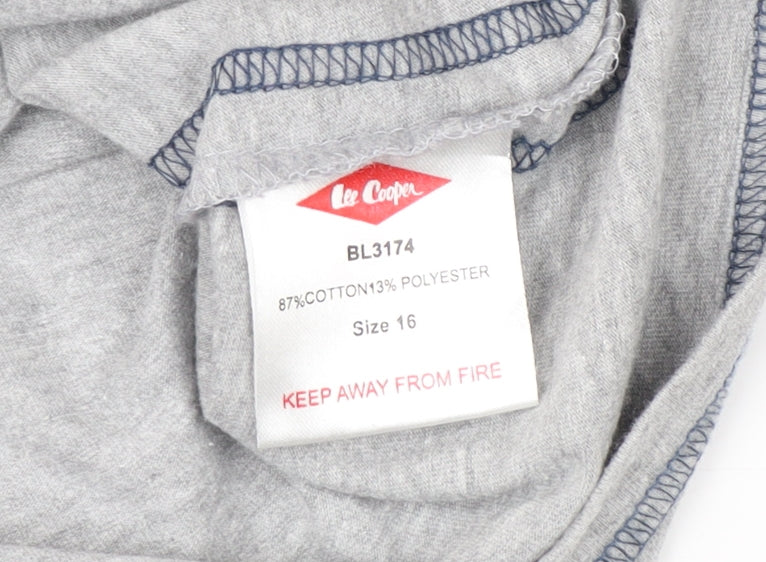 Lee Cooper
BL3174
87%COTTON13% POLYESTER
Size 16
KEEP AWAY FROM FIRE